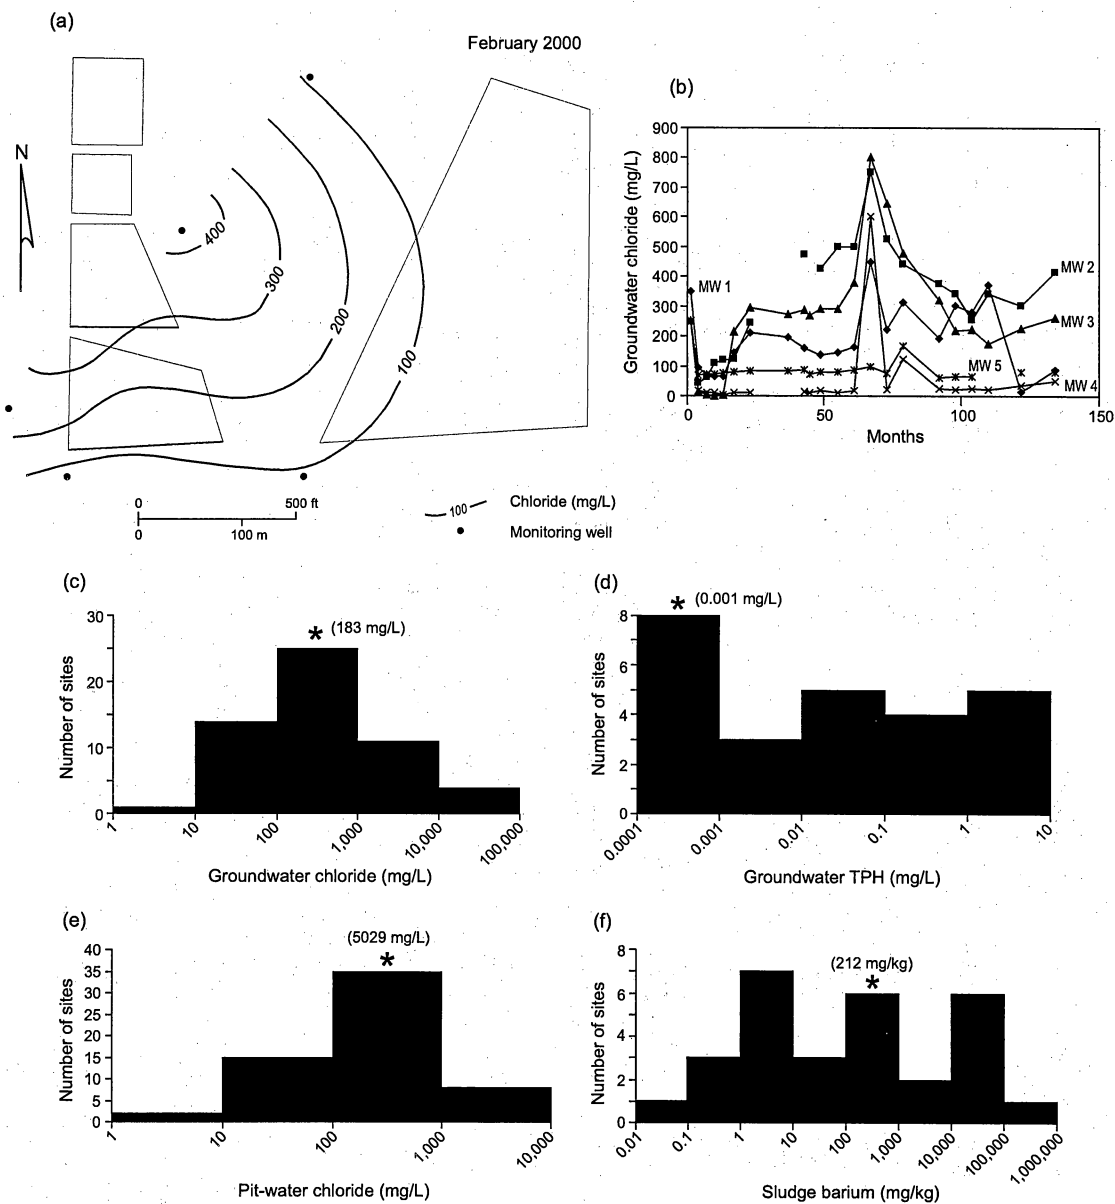 (a)
February 2000
N
400
300
200
100
0 500 ft
0 100 m
100 Chloride (mg/L)
Monitoring well
(b)
Groundwater chloride (mg/L)
900
800
700
600
500
400
300
200
100
0
MW 1
MW 2
MW 3
MW 5
MW 4
0 50 100 150
Months
(c)
Number of sites
30
20
10
0
(183 mg/L)
1 10 100 1,000 10,000 100,000
Groundwater chloride (mg/L)
(d)
Number of sites
8
6
4
2
0
(0.001 mg/L)
0.0001 0.001 0.01 0.1 1 10
Groundwater TPH (mg/L)
(e)
Number of sites
40
35
30
25
20
15
10
5
0
(5029 mg/L)
1 10 100 1,000 10,000
Pit-water chloride (mg/L)
(f)
Number of sites
8
6
4
2
0
(212 mg/kg)
0.01 0.1 1 10 100 1,000 10,000 100,000 1,000,000
Sludge barium (mg/kg)